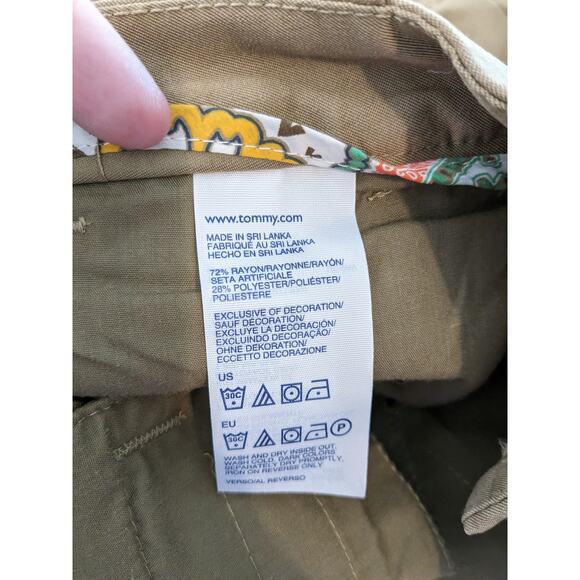 www.tommy.com
MADE IN SRI LANKA
FABRIQUÉ AU SRI LANKA
HECHO EN SRI LANKA
72% RAYON/RAYONNE/RAYÓN/
SETA ARTIFICIALE
28% POLYESTER/POLIÉSTER/
POLIESTERE
EXCLUSIVE OF DECORATION/
SAUF DÉCORATION/
EXCLUYE LA DECORACIÓN/
EXCLUINDO DECORAÇÃO/
OHNE DEKORATION/
ECCETTO DECORAZIONE
US
30C
EU
30C P
WASH AND DRY INSIDE OUT.
WASH COLD. DARK COLORS
SEPARATELY DRY PROMPTLY,
IRON ON REVERSE ONLY
VERSO/AL REVERSO